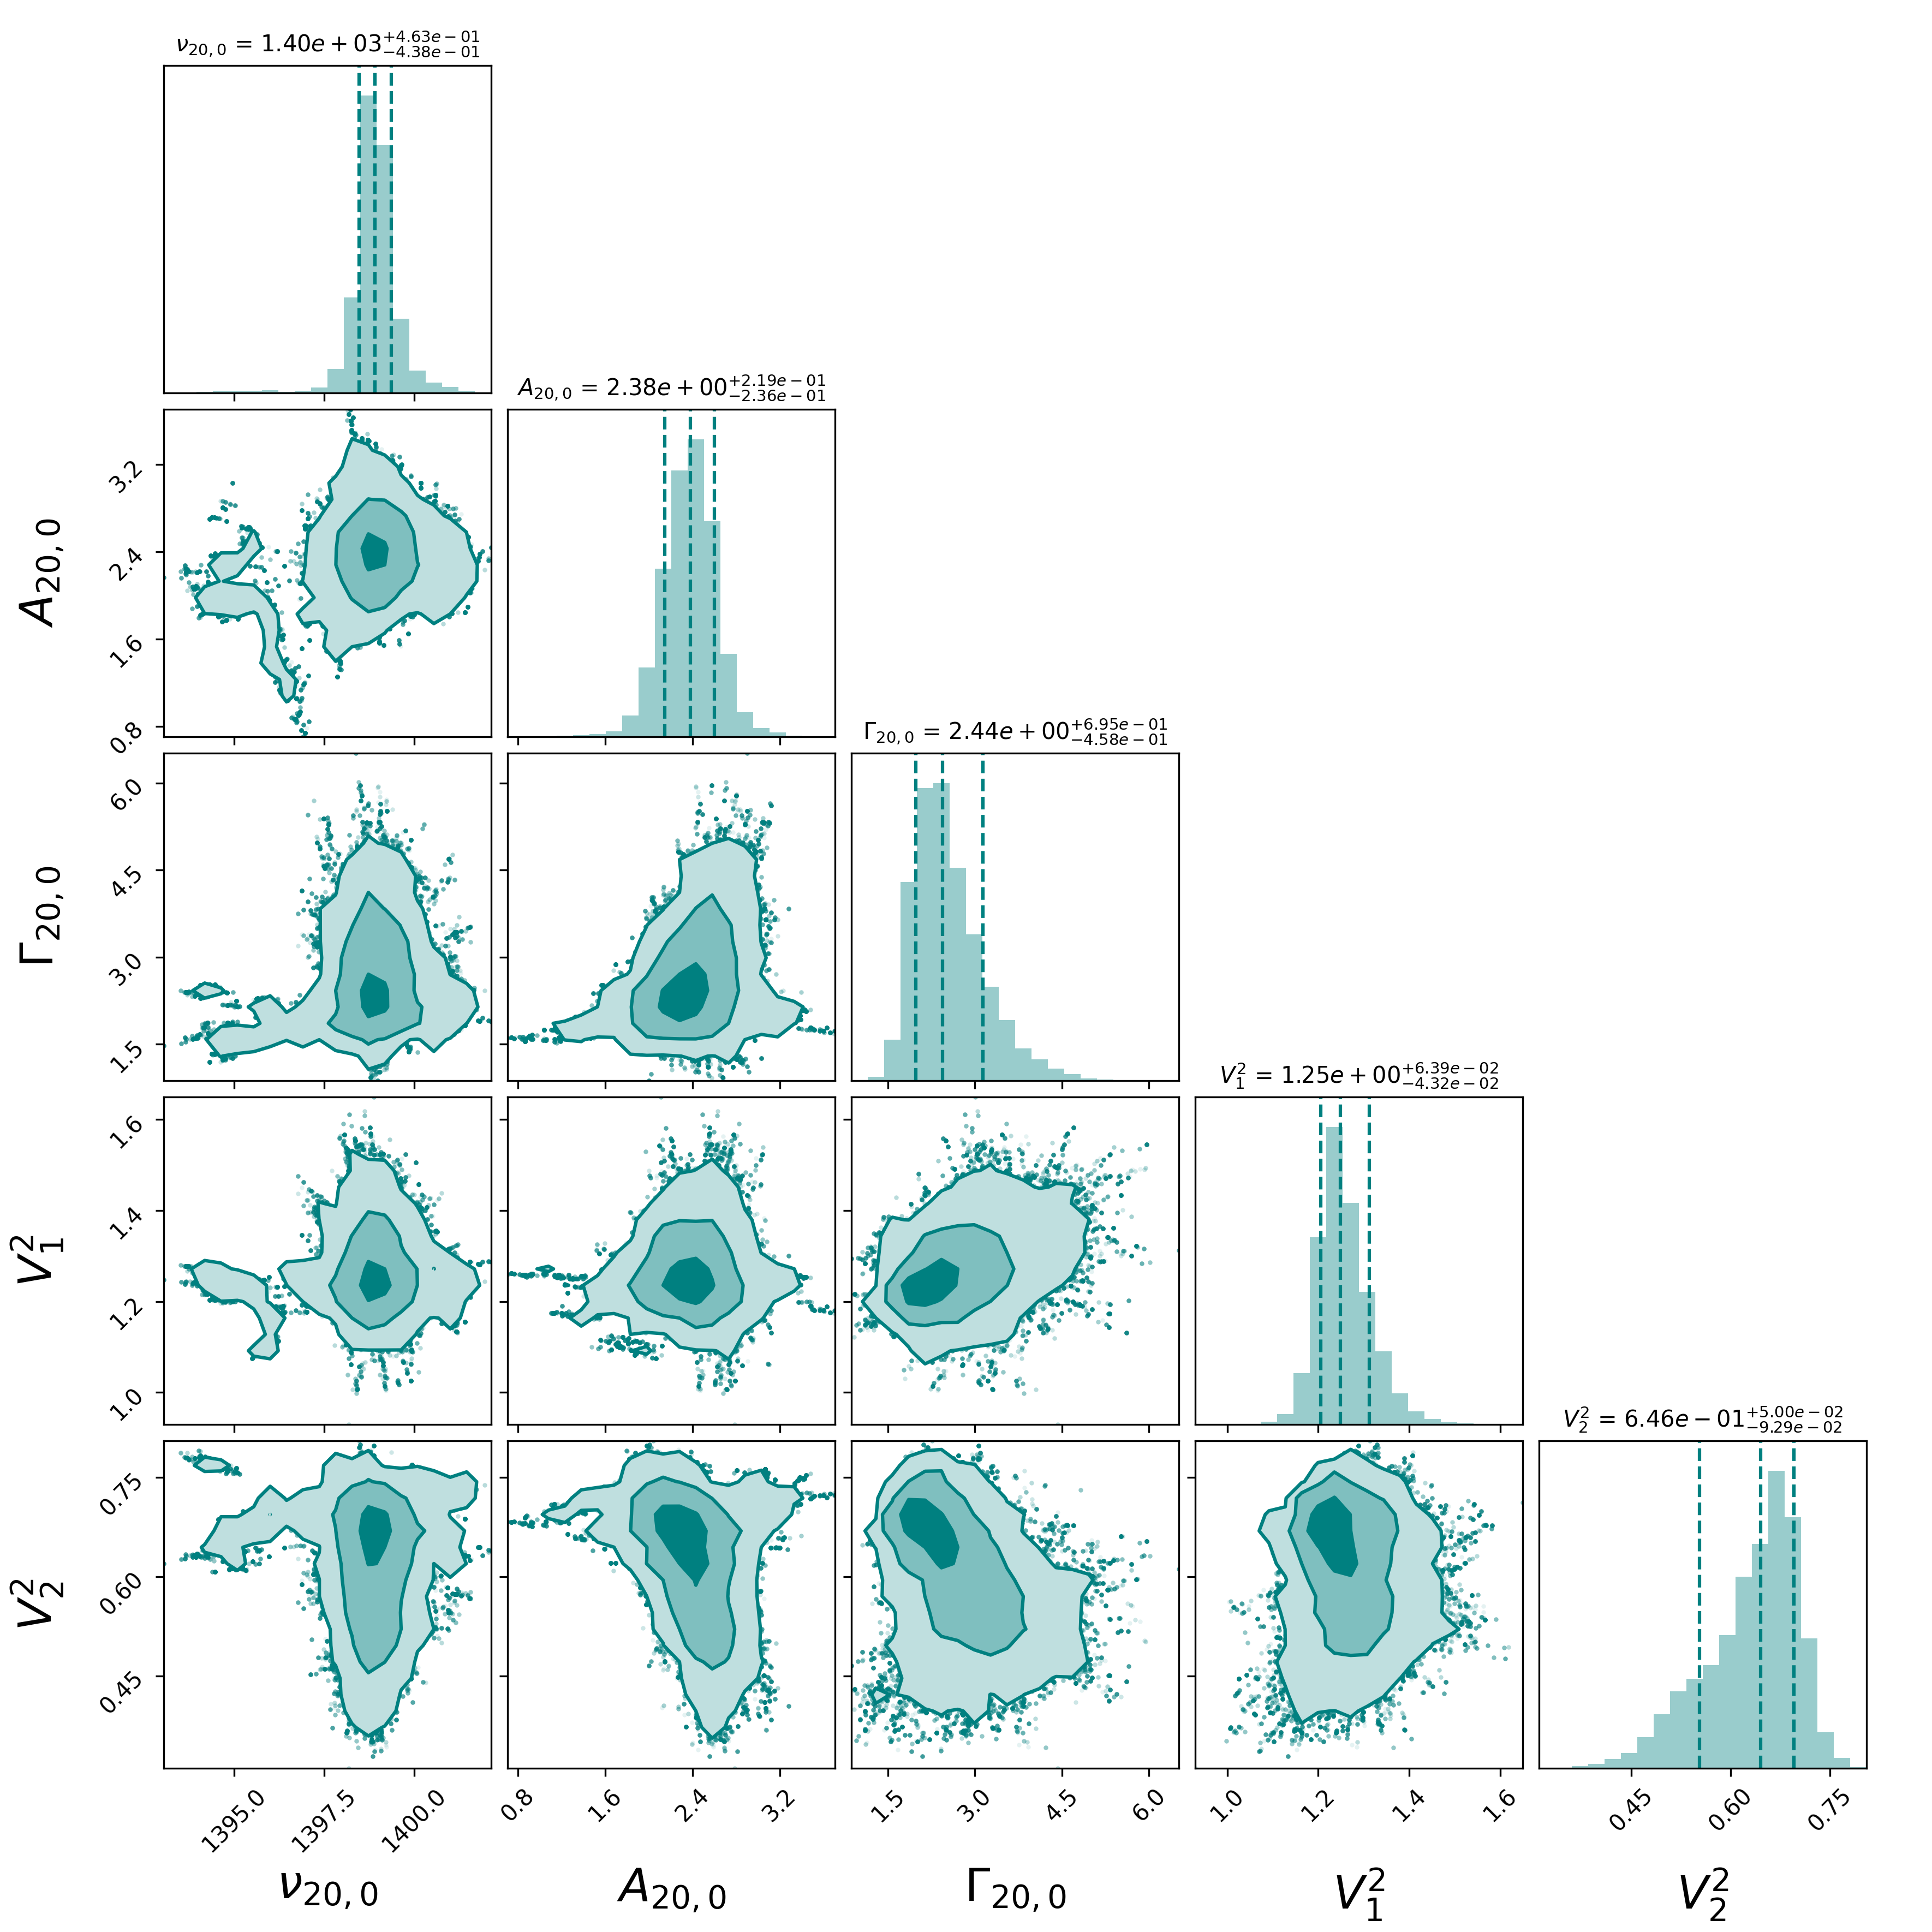 ν₂₀,₀ = 1.40e + 03 +4.63e − 01 −4.38e − 01
A₂₀,₀ = 2.38e + 00 +2.19e − 01 −2.36e − 01
3.2
2.4
1.6
0.8
A₂₀,₀
Γ₂₀,₀ = 2.44e + 00 +6.95e − 01 −4.58e − 01
6.0
4.5
3.0
1.5
Γ₂₀,₀
V₁² = 1.25e + 00 +6.39e − 02 −4.32e − 02
1.6
1.4
1.2
1.0
V₁²
V₂² = 6.46e − 01 +5.00e − 02 −9.29e − 02
0.75
0.60
0.45
V₂²
1395.0 1397.5 1400.0 0.8 1.6 2.4 3.2 1.5 3.0 4.5 6.0 1.0 1.2 1.4 1.6 0.45 0.60 0.75
ν₂₀,₀ A₂₀,₀ Γ₂₀,₀ V₁² V₂²